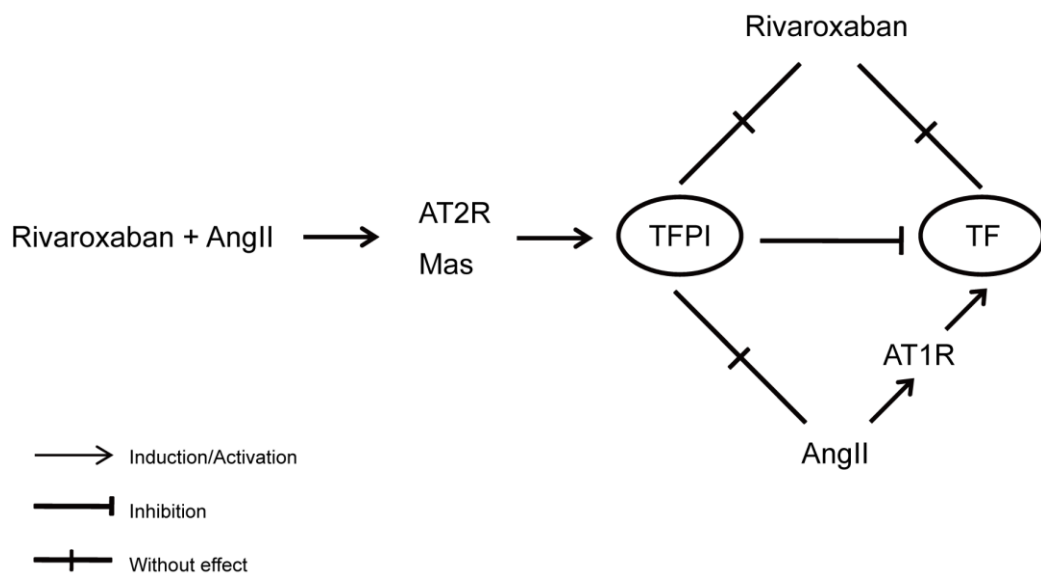 Rivaroxaban
Rivaroxaban + AngII
AT2R
Mas
TFPI
TF
AT1R
AngII
Induction/Activation
Inhibition
Without effect